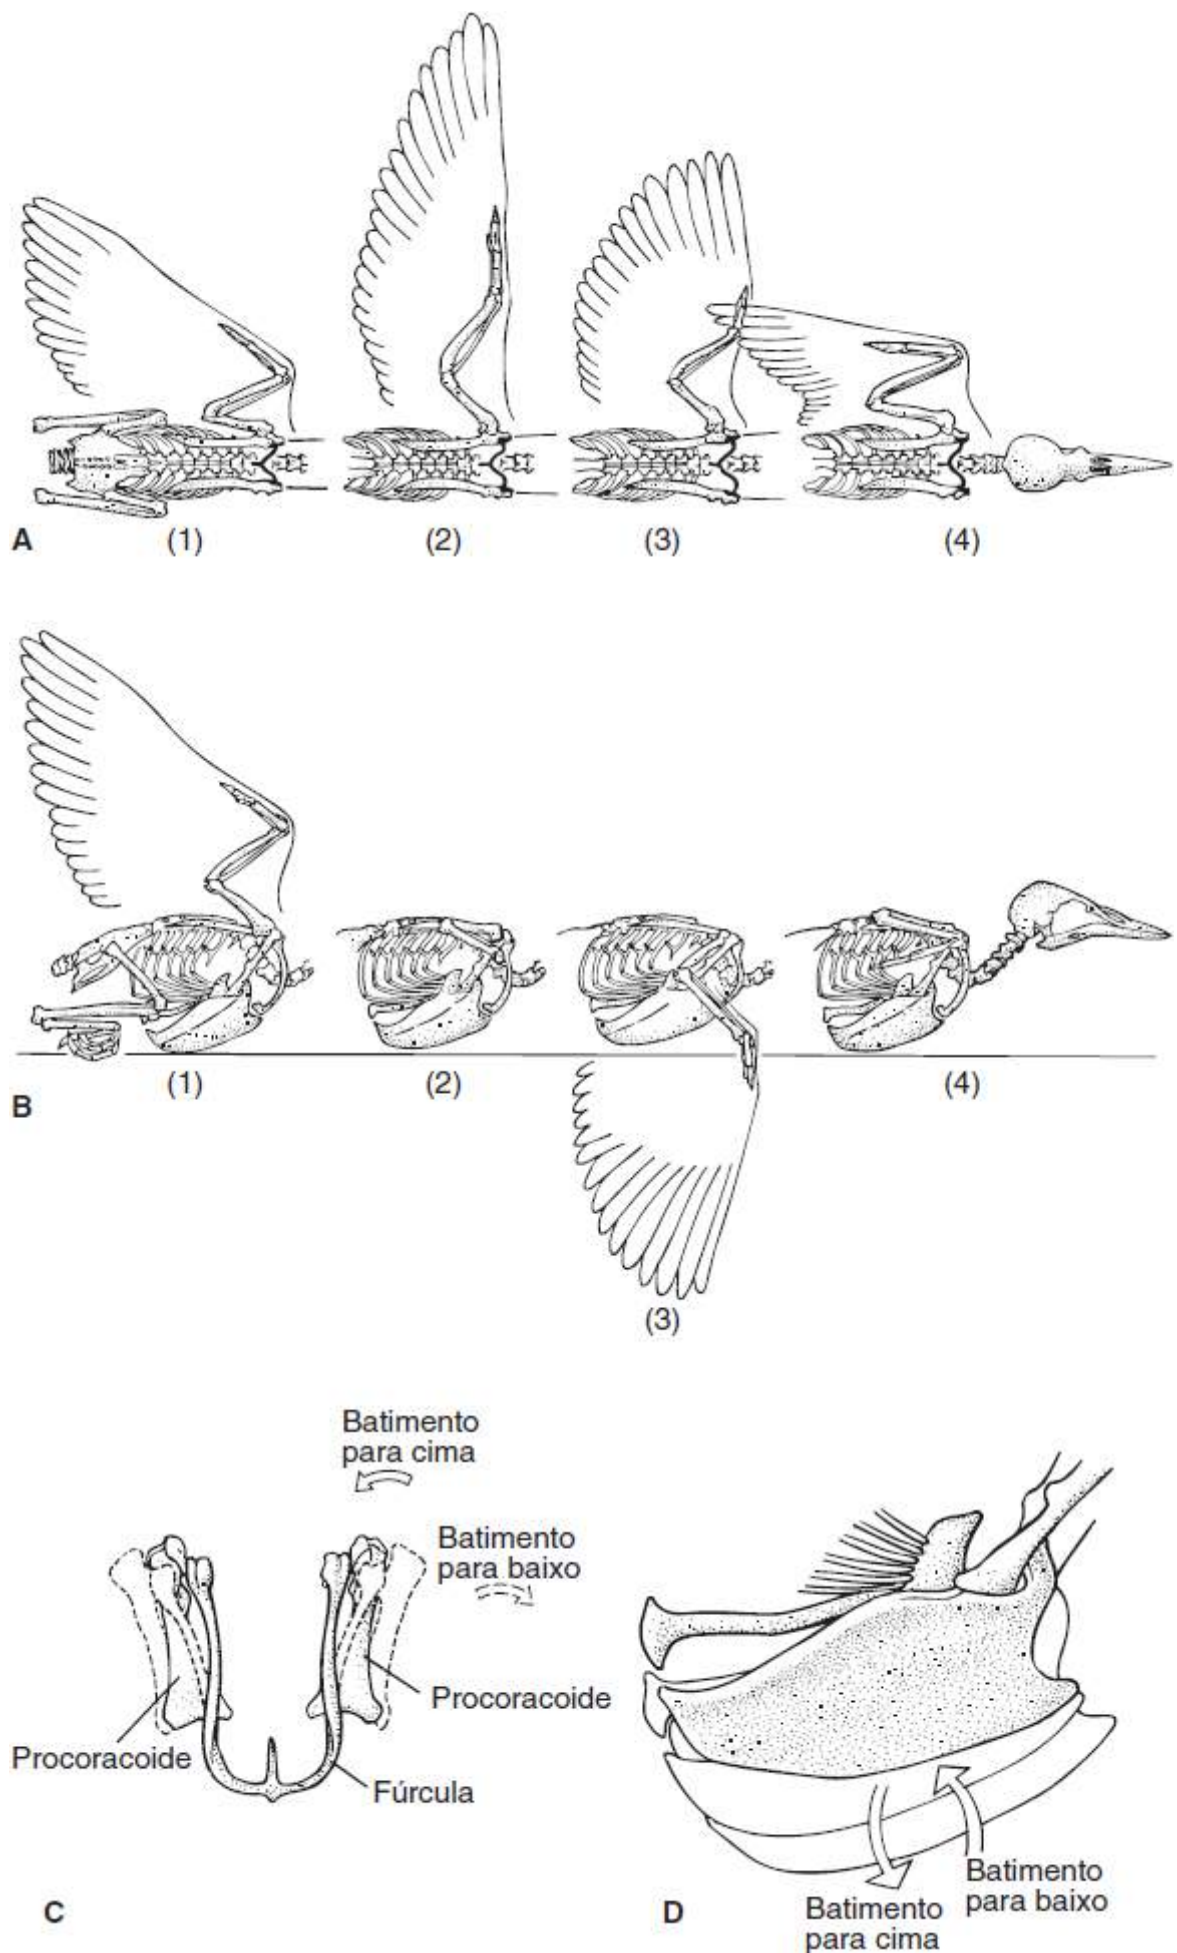 A
(1)
(2)
(3)
(4)
B
(1)
(2)
(4)
(3)
Batimento
para cima
Batimento
para baixo
Procoracoide
Procoracoide
Fúrcula
C
Batimento
para baixo
Batimento
para cima
D